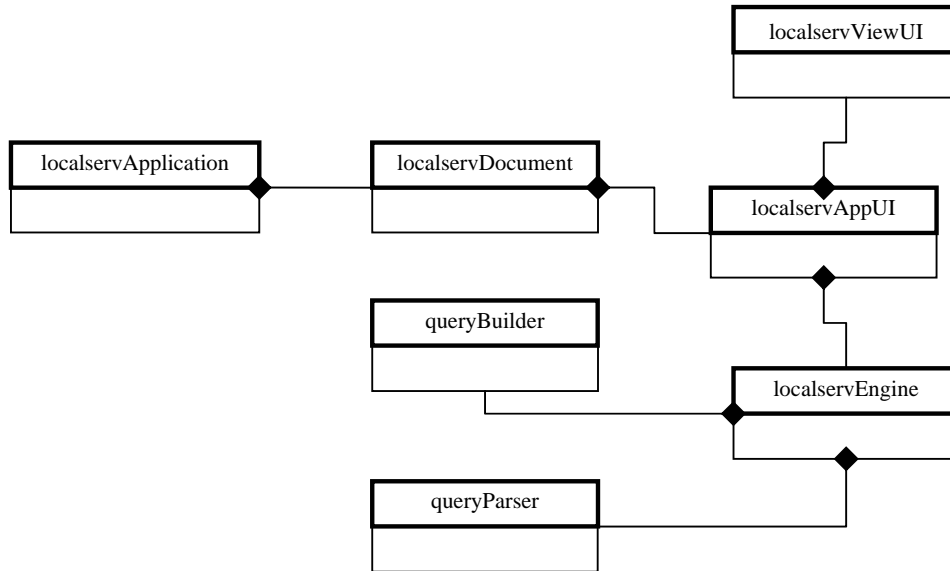 localservViewUI
localservApplication
localservDocument
localservAppUI
queryBuilder
localservEngine
queryParser